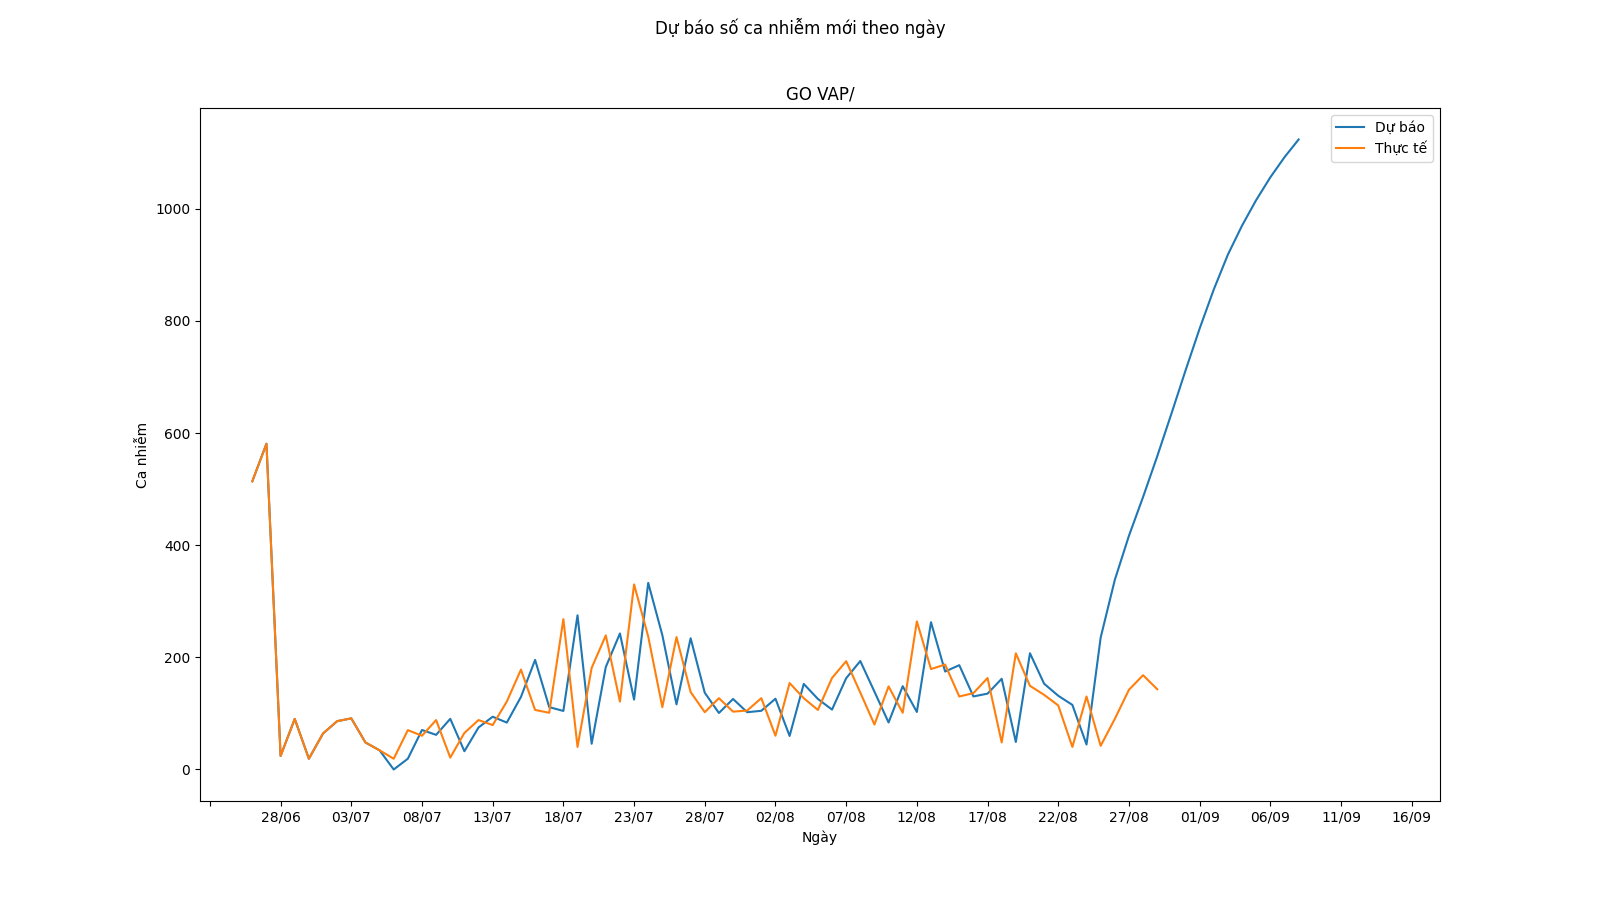 Dự báo số ca nhiễm mới theo ngày
GO VAP/
Dự báo
Thực tế
1000
800
600
400
200
0
Ca nhiễm
28/06 03/07 08/07 13/07 18/07 23/07 28/07 02/08 07/08 12/08 17/08 22/08 27/08 01/09 06/09 11/09 16/09
Ngày